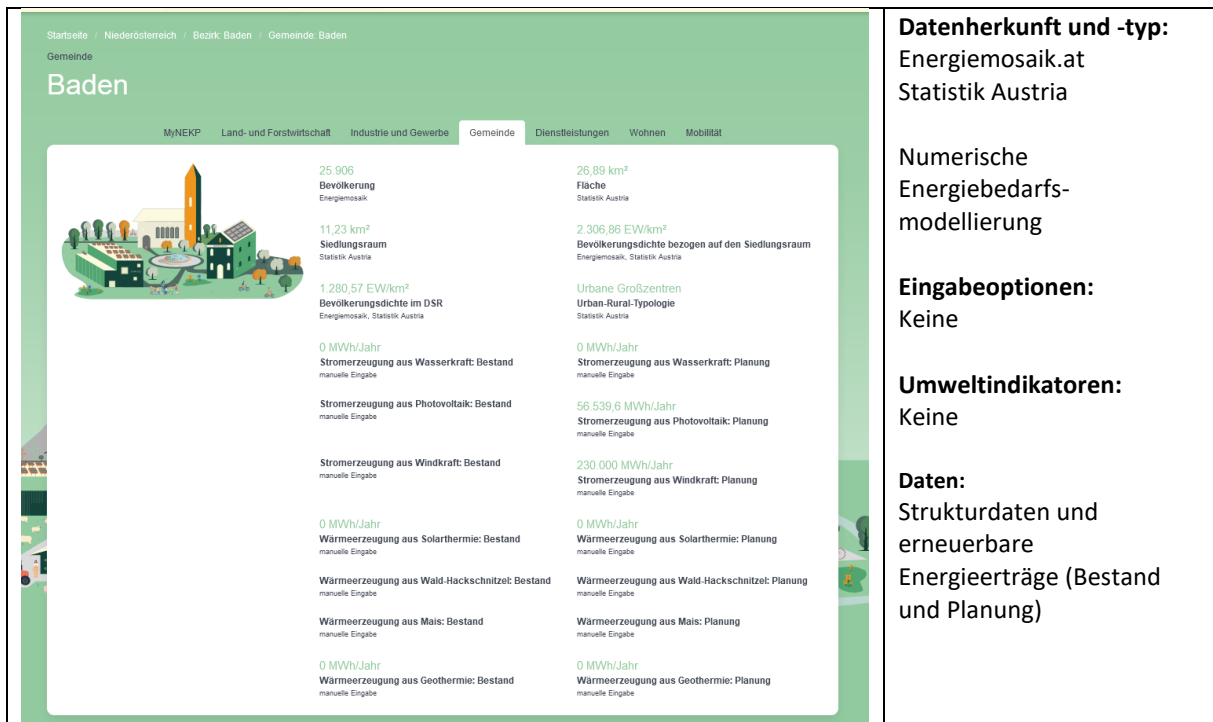 Startseite / Niederösterreich / Bezirk: Baden / Gemeinde: Baden
Gemeinde
Baden
MyNEKP Land- und Forstwirtschaft Industrie und Gewerbe Gemeinde Dienstleistungen Wohnen Mobilität
25.906
Bevölkerung
Energiemosaik
26,89 km²
Fläche
Statistik Austria
11,23 km²
Siedlungsraum
Statistik Austria
2.306,86 EW/km²
Bevölkerungsdichte bezogen auf den Siedlungsraum
Energiemosaik, Statistik Austria
1.280,57 EW/km²
Bevölkerungsdichte im DSR
Energiemosaik, Statistik Austria
Urbane Großzentren
Urban-Rural-Typologie
Statistik Austria
0 MWh/Jahr
Stromerzeugung aus Wasserkraft: Bestand
manuelle Eingabe
0 MWh/Jahr
Stromerzeugung aus Wasserkraft: Planung
manuelle Eingabe
Stromerzeugung aus Photovoltaik: Bestand
manuelle Eingabe
56.539,6 MWh/Jahr
Stromerzeugung aus Photovoltaik: Planung
manuelle Eingabe
Stromerzeugung aus Windkraft: Bestand
manuelle Eingabe
230.000 MWh/Jahr
Stromerzeugung aus Windkraft: Planung
manuelle Eingabe
0 MWh/Jahr
Wärmeerzeugung aus Solarthermie: Bestand
manuelle Eingabe
0 MWh/Jahr
Wärmeerzeugung aus Solarthermie: Planung
manuelle Eingabe
Wärmeerzeugung aus Wald-Hackschnitzel: Bestand
manuelle Eingabe
Wärmeerzeugung aus Wald-Hackschnitzel: Planung
manuelle Eingabe
Wärmeerzeugung aus Mais: Bestand
manuelle Eingabe
Wärmeerzeugung aus Mais: Planung
manuelle Eingabe
0 MWh/Jahr
Wärmeerzeugung aus Geothermie: Bestand
manuelle Eingabe
0 MWh/Jahr
Wärmeerzeugung aus Geothermie: Planung
manuelle Eingabe
Datenherkunft und -typ:
Energiemosaik.at
Statistik Austria
Numerische
Energiebedarfs-
modellierung
Eingabeoptionen:
Keine
Umweltindikatoren:
Keine
Daten:
Strukturdaten und
erneuerbare
Energieerträge (Bestand
und Planung)